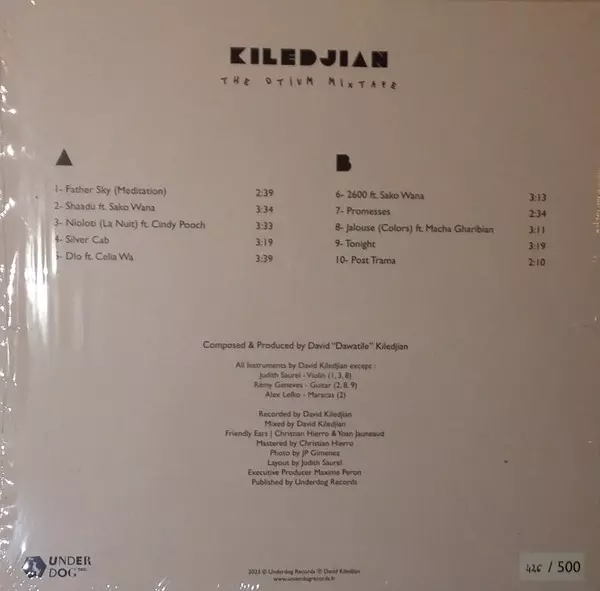 KILEDJIAN
THE OTIUM MIXTAPE
A
1- Father Sky (Meditation) 2:39
2- Shaadu ft. Sako Wana 3:34
3- Nioloti (La Nuit) ft. Cindy Pooch 3:33
4- Silver Cab 3:19
5- Dlo ft. Celia Wa 3:39
B
6- 2600 ft. Sako Wana 3:13
7- Promesses 2:34
8- Jalouse (Colors) ft. Macha Gharibian 3:11
9- Tonight 3:19
10- Post Trama 2:10
Composed & Produced by David "Dawatile" Kiledjian
All Instruments by David Kiledjian except :
Judith Saurel - Violin (1, 3, 8)
Rémy Geneves - Guitar (2, 8, 9)
Alex Lefko - Maracas (2)
Recorded by David Kiledjian
Mixed by David Kiledjian
Friendly Ears | Christian Hierro & Yoan Jauneaud
Mastered by Christian Hierro
Photo by JP Gimenez
Layout by Judith Saurel
Executive Producer Maxime Peron
Published by Underdog Records
UNDER
DOG REC.
2023 © Underdog Records ℗ David Kiledjian
www.underdogrecords.fr
426 / 500